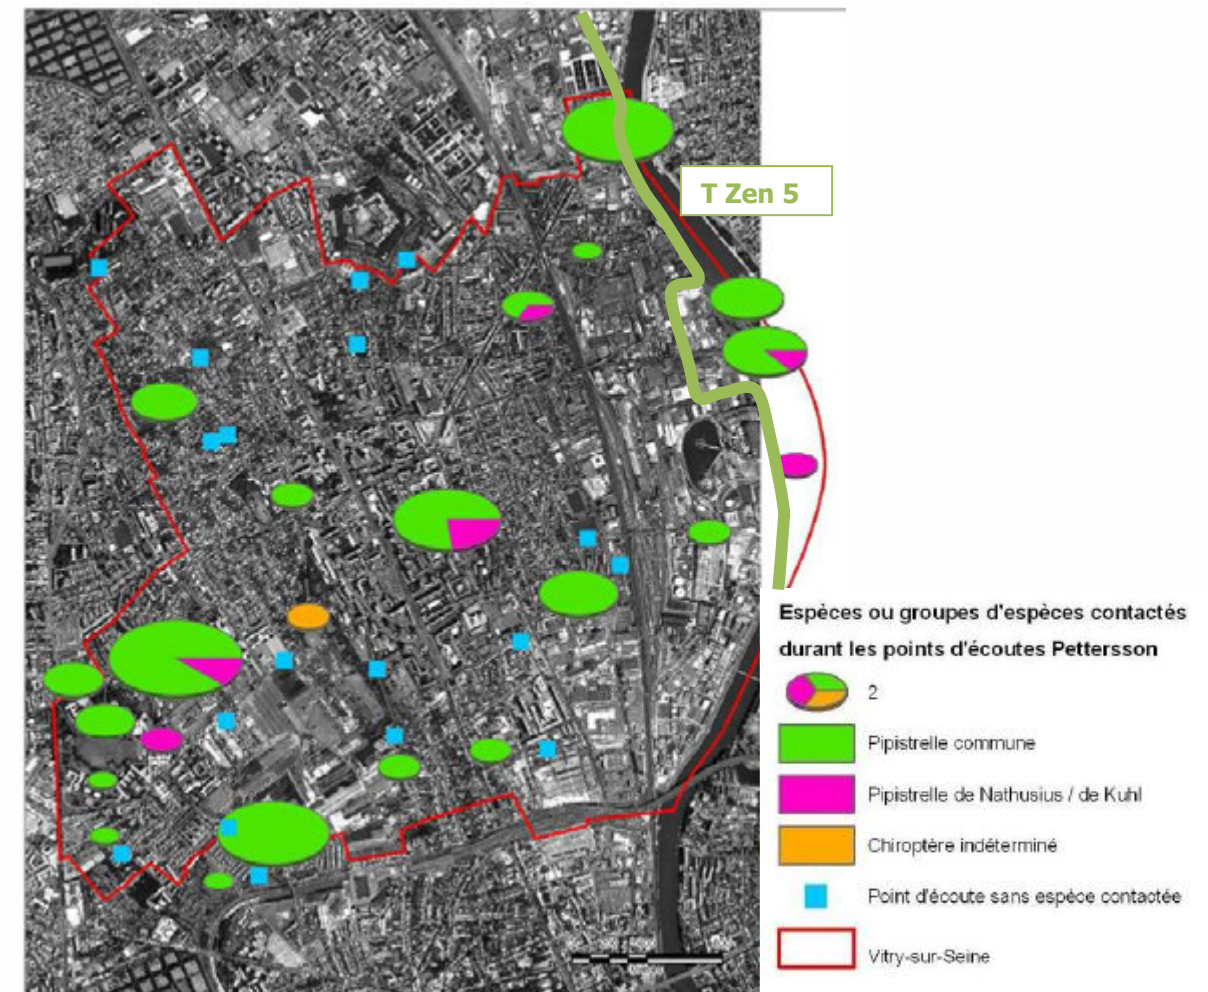 T Zen 5
Espèces ou groupes d'espèces contactés
durant les points d'écoutes Pettersson
2
Pipistrelle commune
Pipistrelle de Nathusius / de Kuhl
Chiroptère indéterminé
Point d'écoute sans espèce contactée
Vitry-sur-Seine